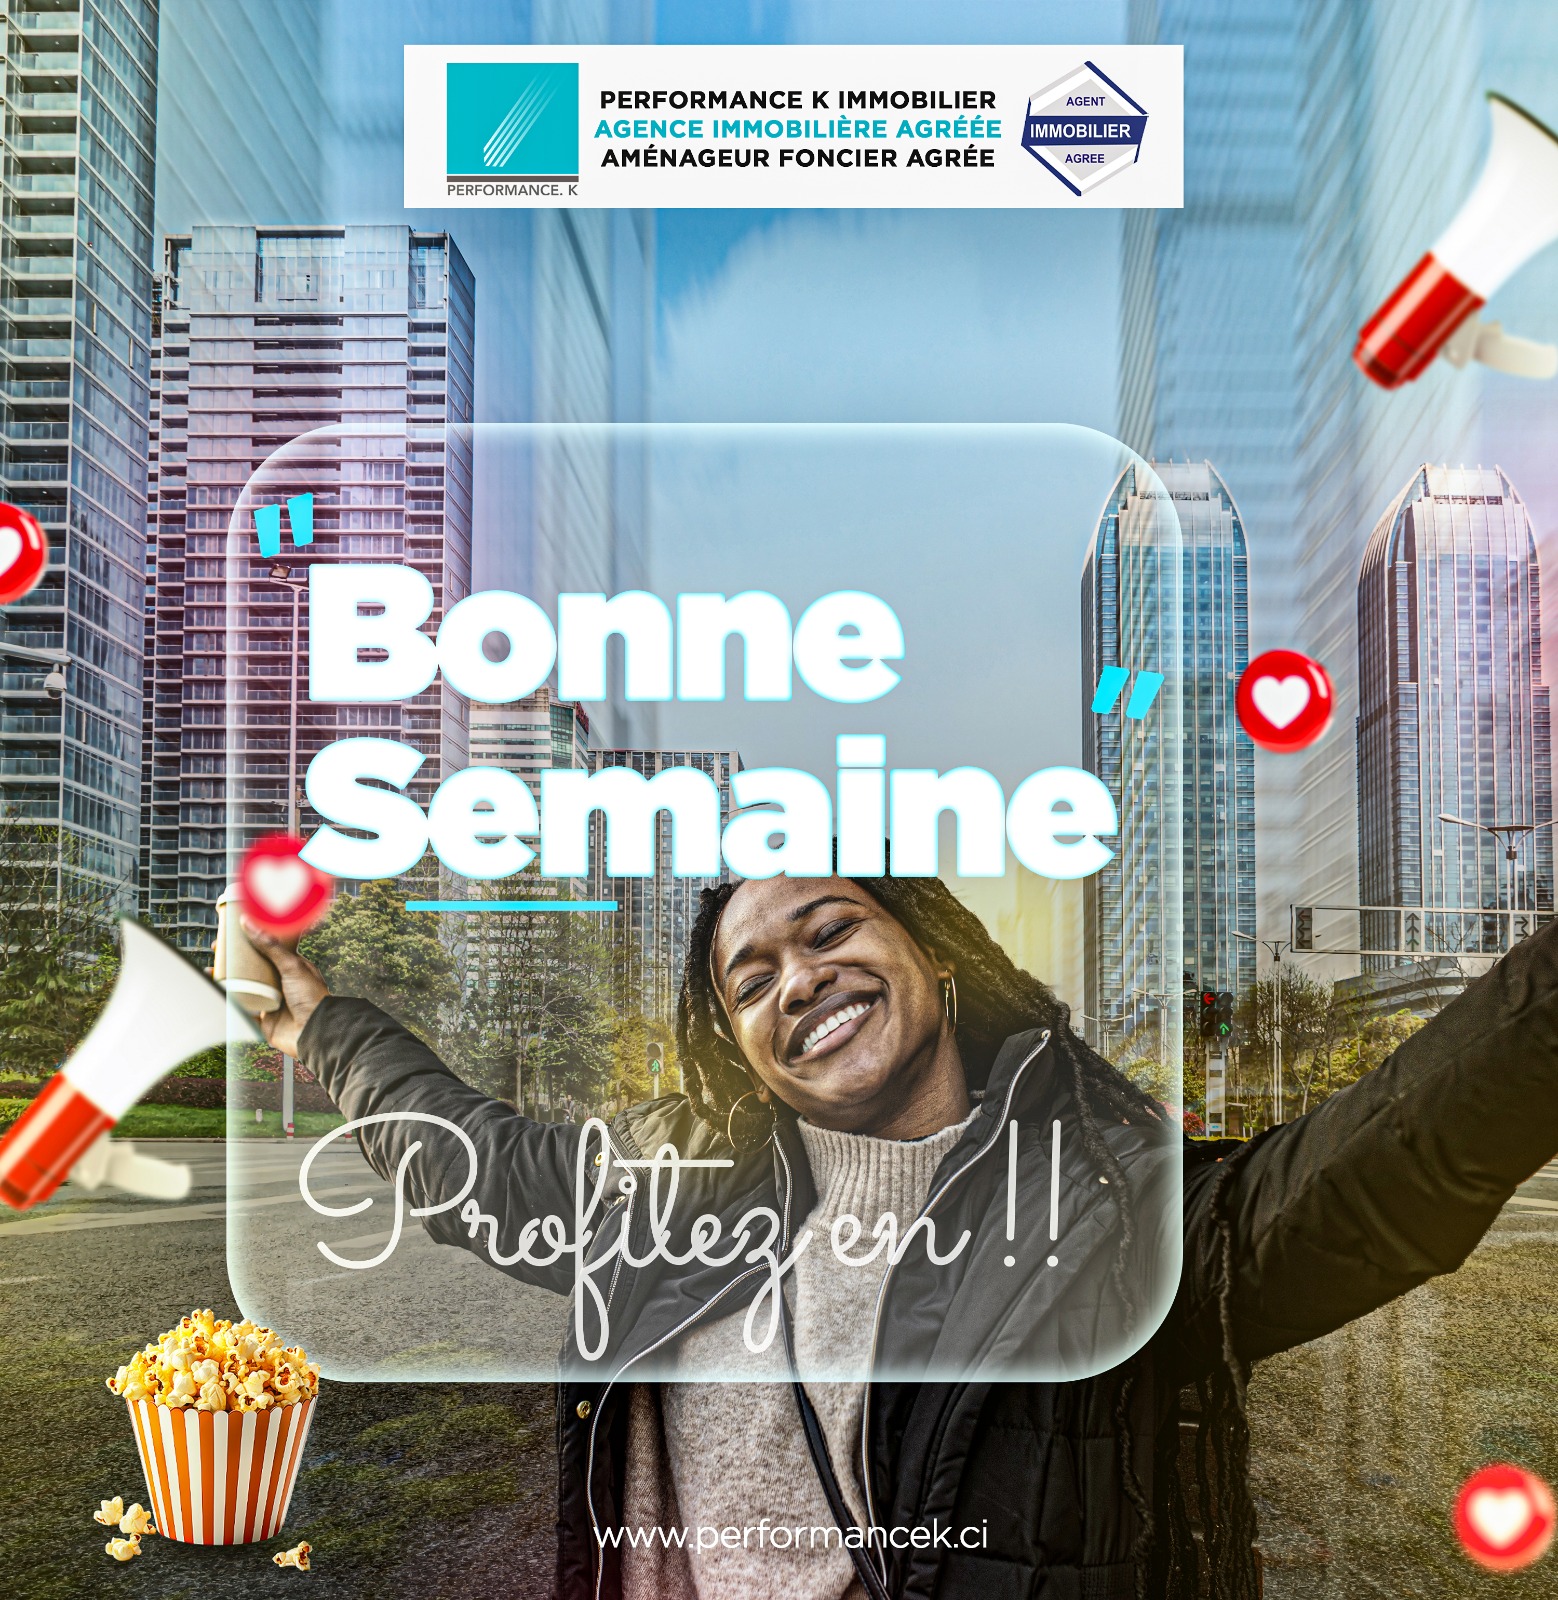 PERFORMANCE. K
PERFORMANCE K IMMOBILIER
AGENCE IMMOBILIÈRE AGRÉÉE
AMÉNAGEUR FONCIER AGRÉE
AGENT
IMMOBILIER
AGREE
"Bonne
Semaine"
Profitez en !!
www.performancek.ci